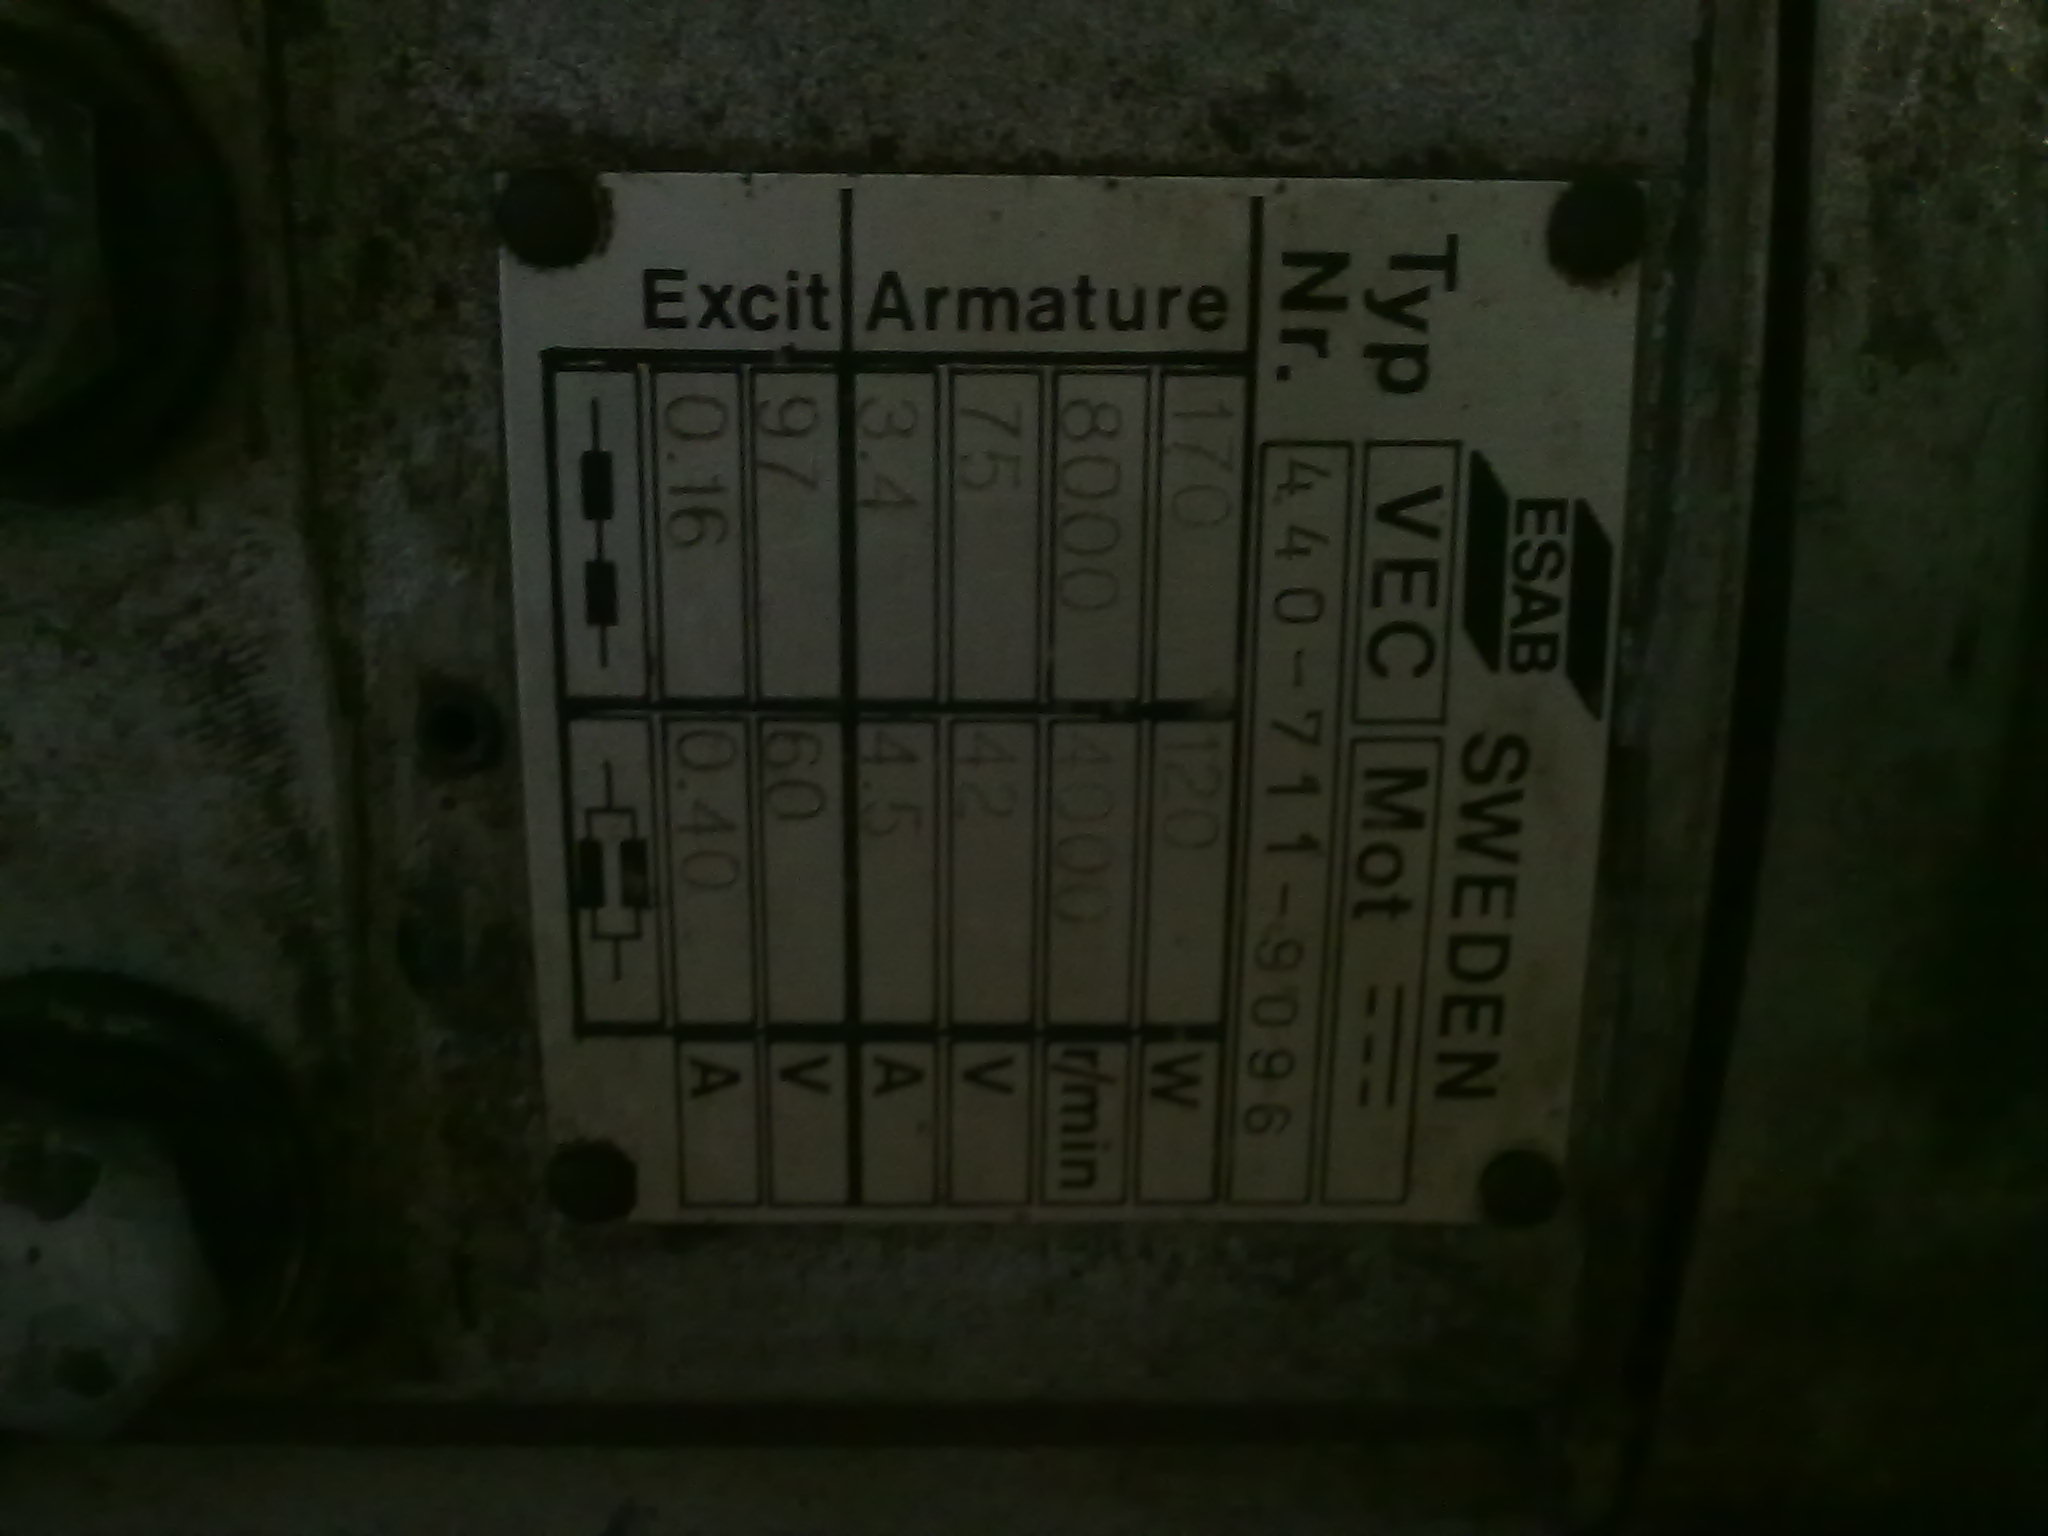 ESAB SWEDEN
Typ VEC Mot
Nr. 440-711-9096
Armature
170 120 W
8000 4000 r/min
75 42 V
3.4 4.5 A
Excit
97 60 V
0.16 0.40 A